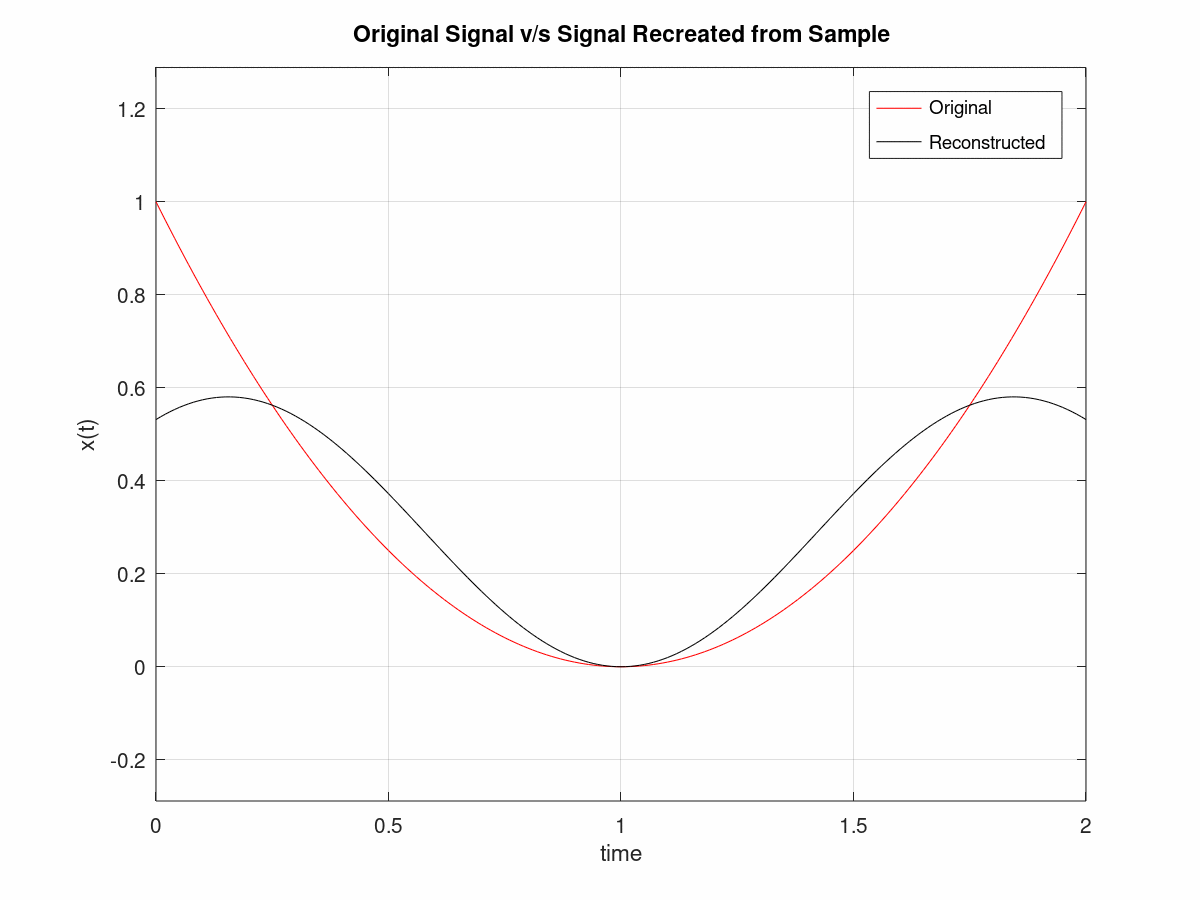 Original Signal v/s Signal Recreated from Sample
1.2
1
0.8
0.6
0.4
0.2
0
-0.2
x(t)
Original
Reconstructed
0 0.5 1 1.5 2
time